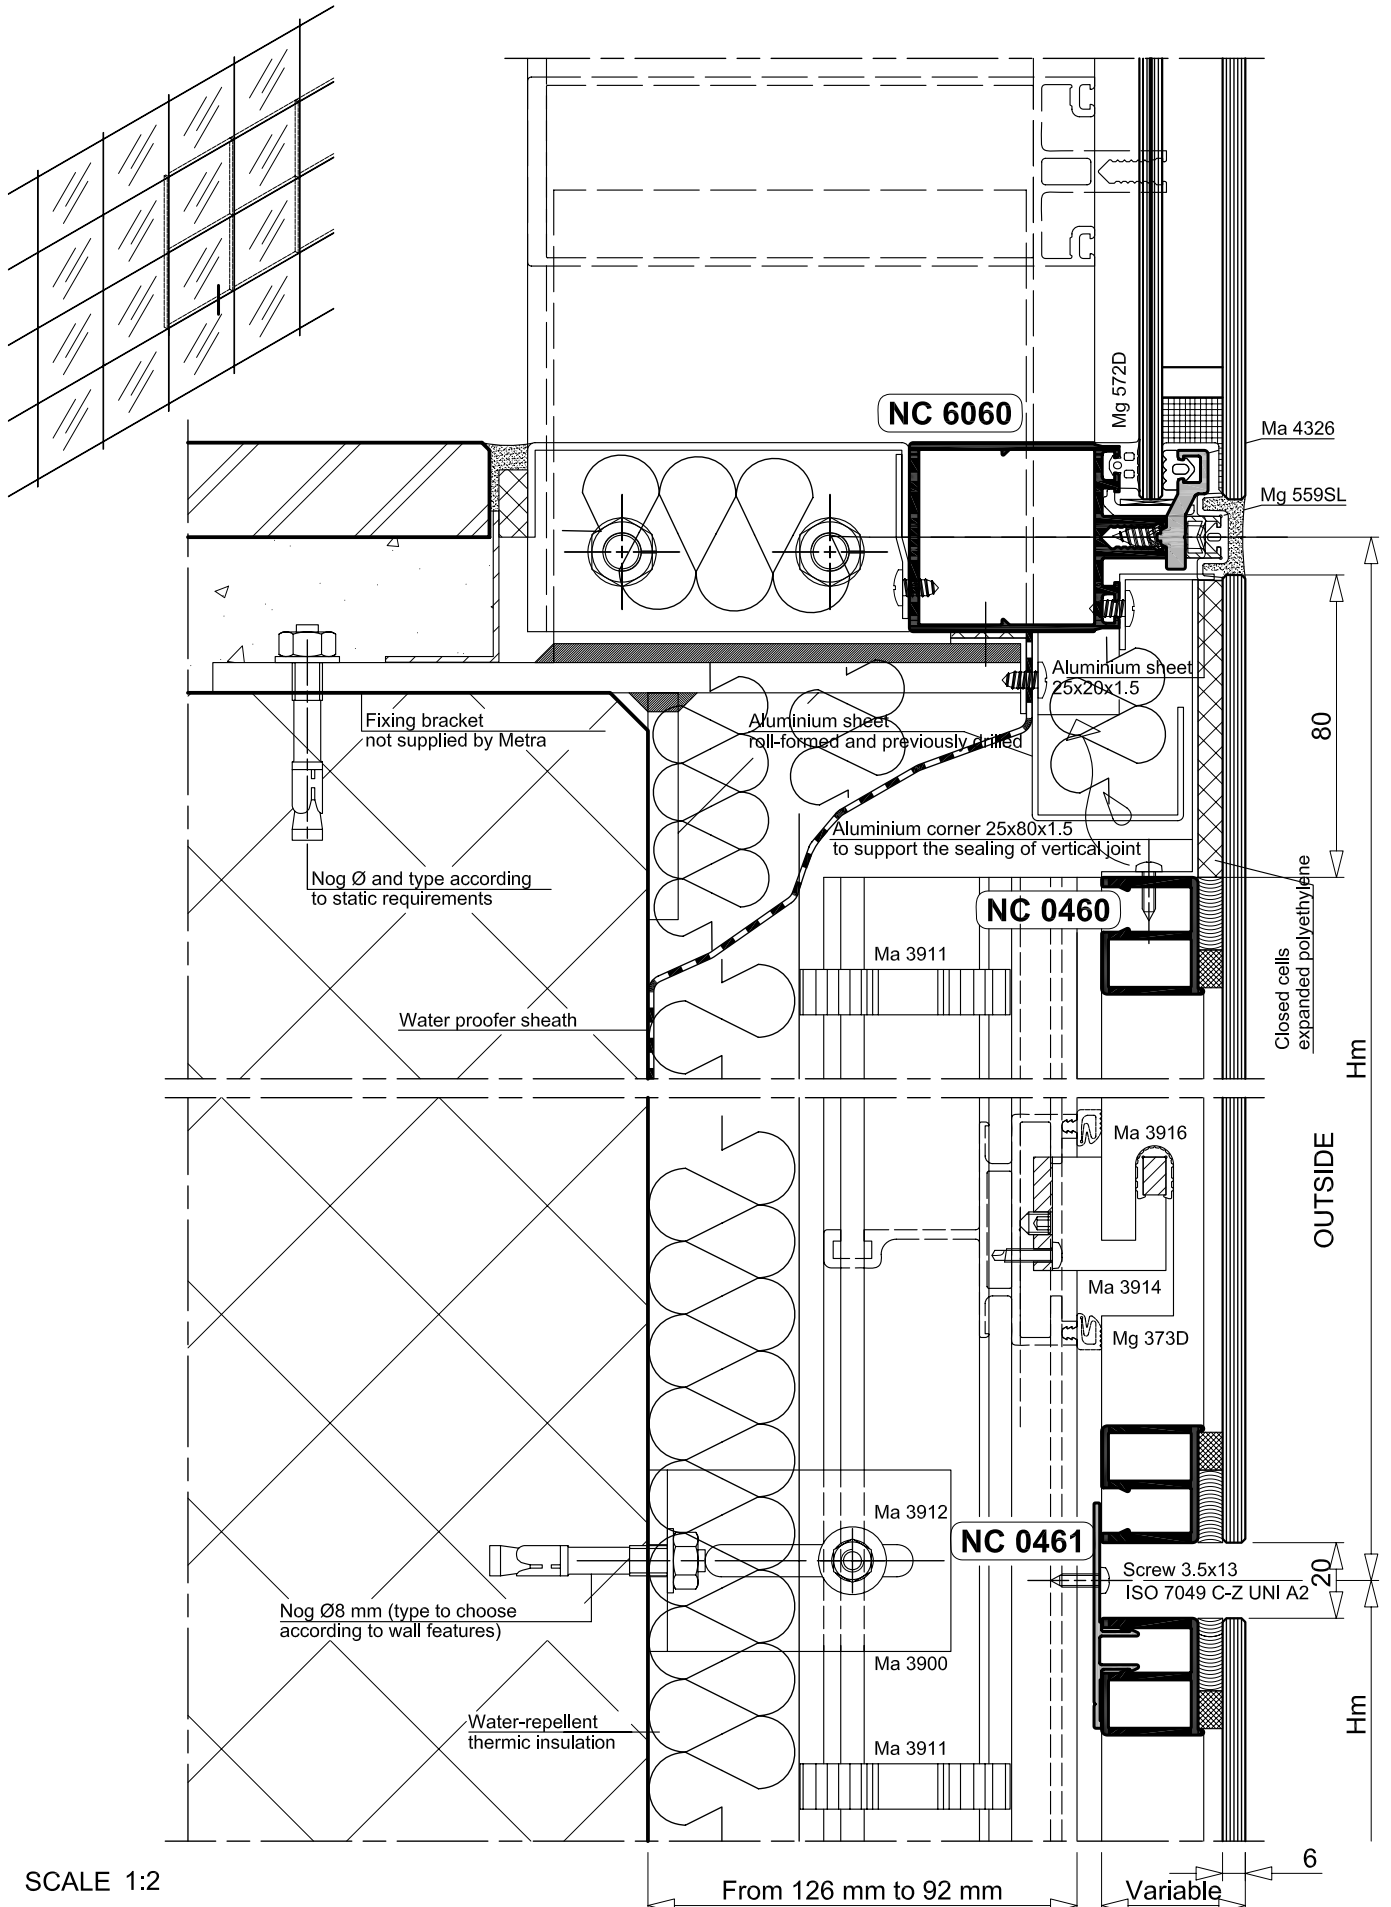 Mg 572D
NC 6060
Ma 4326
Mg 559SL
Aluminium sheet
25x20x1.5
Fixing bracket
not supplied by Metra
Aluminium sheet
roll-formed and previously drilled
80
Aluminium corner 25x80x1.5
to support the sealing of vertical joint
Nog Ø and type according
to static requirements
NC 0460
Closed cells
expanded polyethylene
Ma 3911
Water proofer sheath
Hm
Ma 3916
OUTSIDE
Ma 3914
Mg 373D
Ma 3912
NC 0461
Screw 3.5x13
ISO 7049 C-Z UNI A2
20
Nog Ø8 mm (type to choose
according to wall features)
Ma 3900
Water-repellent
thermic insulation
Hm
Ma 3911
6
SCALE 1:2
From 126 mm to 92 mm
Variable